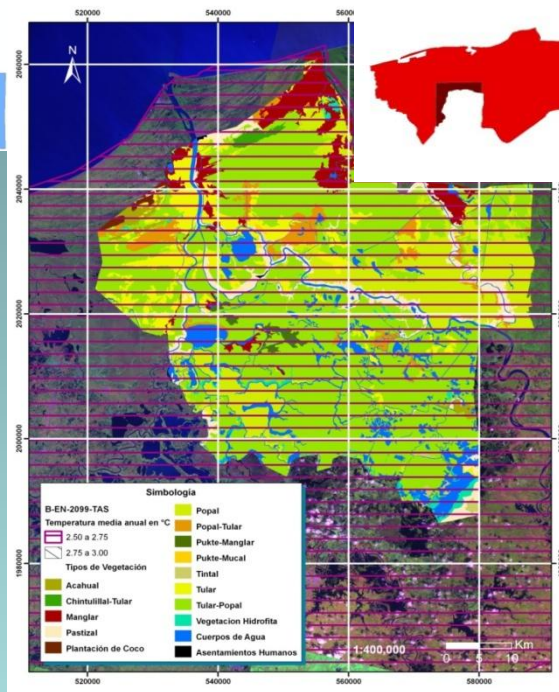 520000 540000 560000
N
2060000
2040000
2020000
2000000
1980000
Simbología
B-EN-2099-TAS
Temperatura media anual en °C
2.50 a 2.75
2.75 a 3.00
Tipos de Vegetación
Acahual
Chintulillal-Tular
Manglar
Pastizal
Plantación de Coco
Popal
Popal-Tular
Pukte-Manglar
Pukte-Mucal
Tintal
Tular
Tular-Popal
Vegetacion Hidrofita
Cuerpos de Agua
Asentamientos Humanos
1:400,000
Km
0 5 10
520000 540000 560000 580000